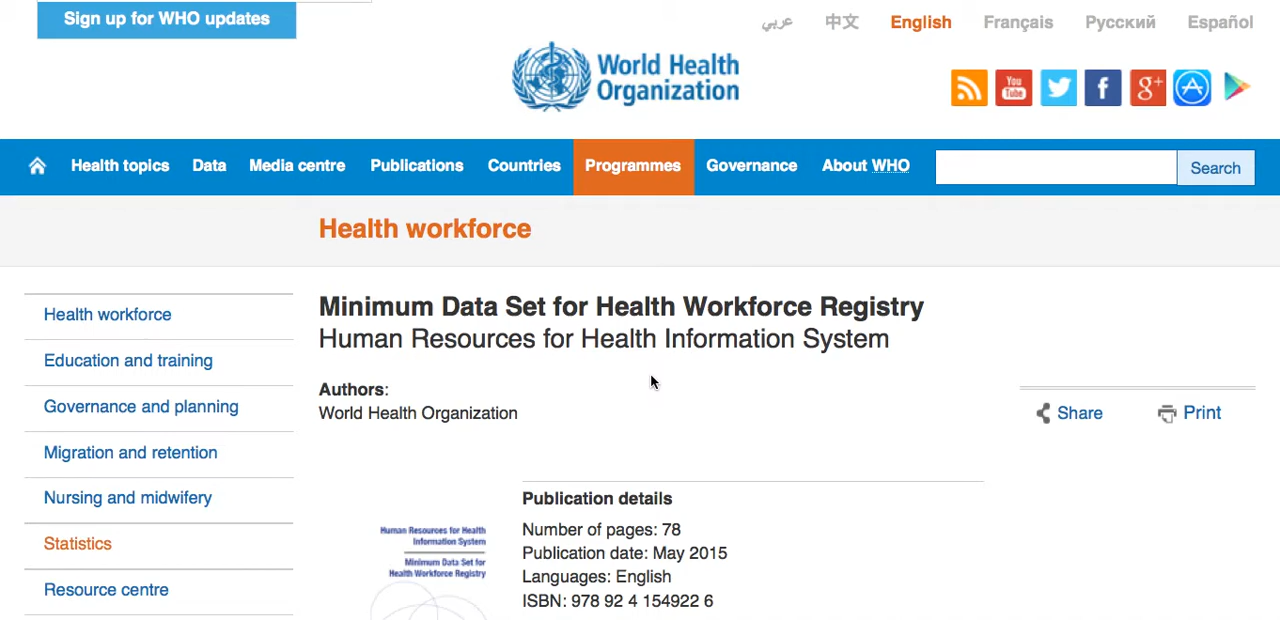 Sign up for WHO updates
عربي 中文 English Français Русский Español
World Health
Organization
You
Tube
g+
Health topics Data Media centre Publications Countries Programmes Governance About WHO Search
Health workforce
Health workforce
Education and training
Governance and planning
Migration and retention
Nursing and midwifery
Statistics
Resource centre
Minimum Data Set for Health Workforce Registry
Human Resources for Health Information System
Authors:
World Health Organization
Share Print
Human Resources for Health
Information System
Minimum Data Set for
Health Workforce Registry
Publication details
Number of pages: 78
Publication date: May 2015
Languages: English
ISBN: 978 92 4 154922 6